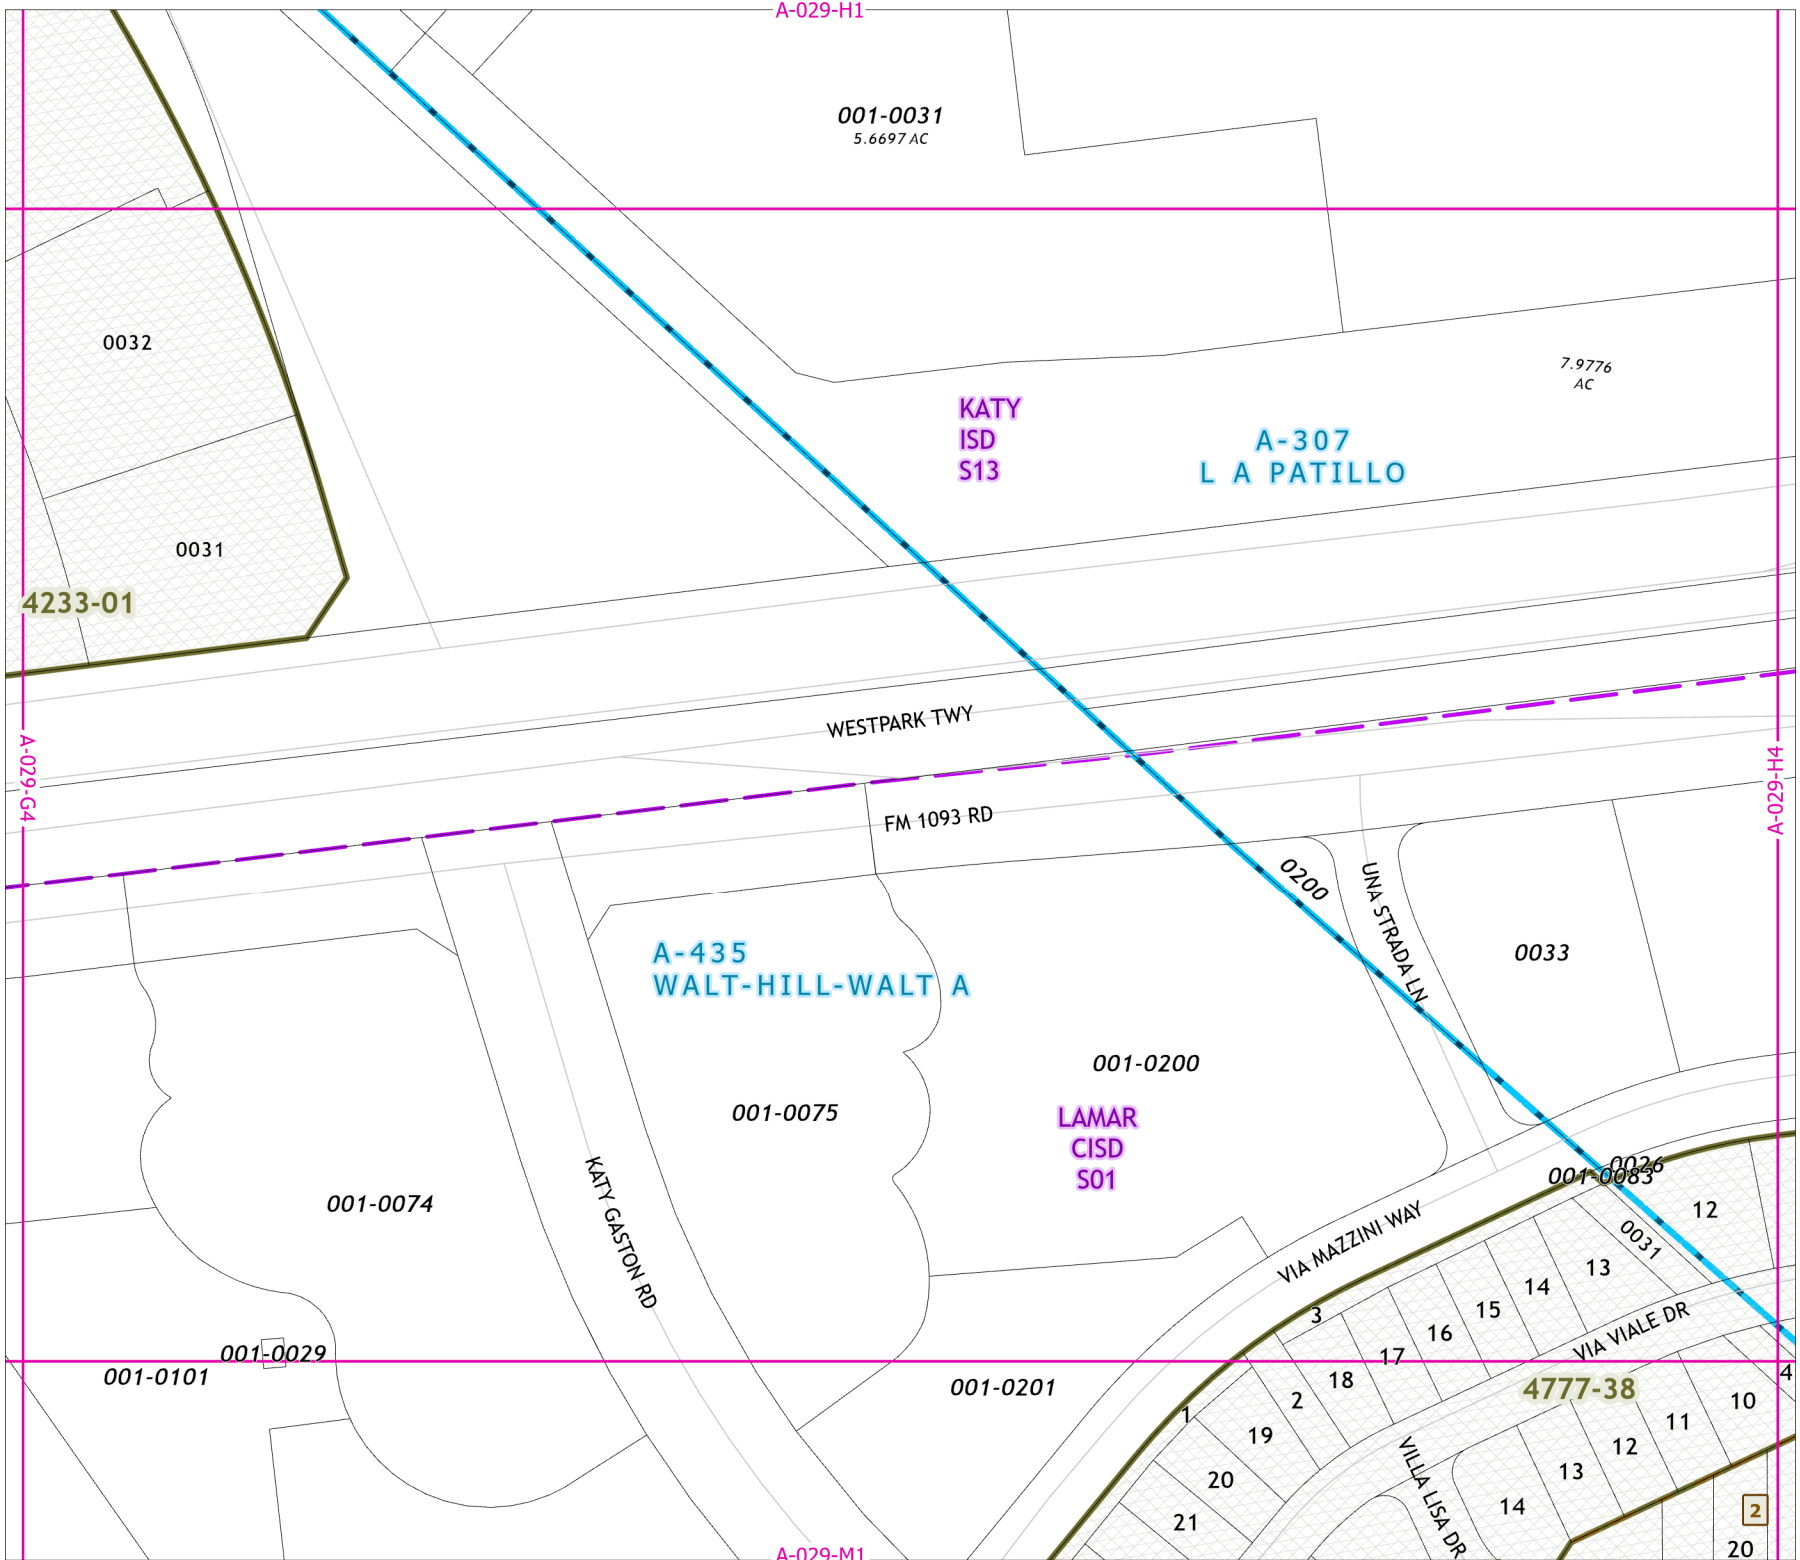 A-029-H1
001-0031
5.6697 AC
0032
7.9776
AC
KATY
ISD
S13
A-307
L A PATILLO
0031
4233-01
WESTPARK TWY
A-029-G4
A-029-H4
FM 1093 RD
0200
UNA STRADA LN
0033
A-435
WALT-HILL-WALT A
001-0200
001-0075
LAMAR
CISD
S01
001-0074
KATY GASTON RD
0026
001-0083
12
VIA MAZZINI WAY
0031
13
14
15
16
17
18
3
VIA VIALE DR
001-0029
001-0101
001-0201
4777-38
4
10
11
12
13
14
2
1
19
20
21
VILLA LISA DR
2
20
A-029-M1